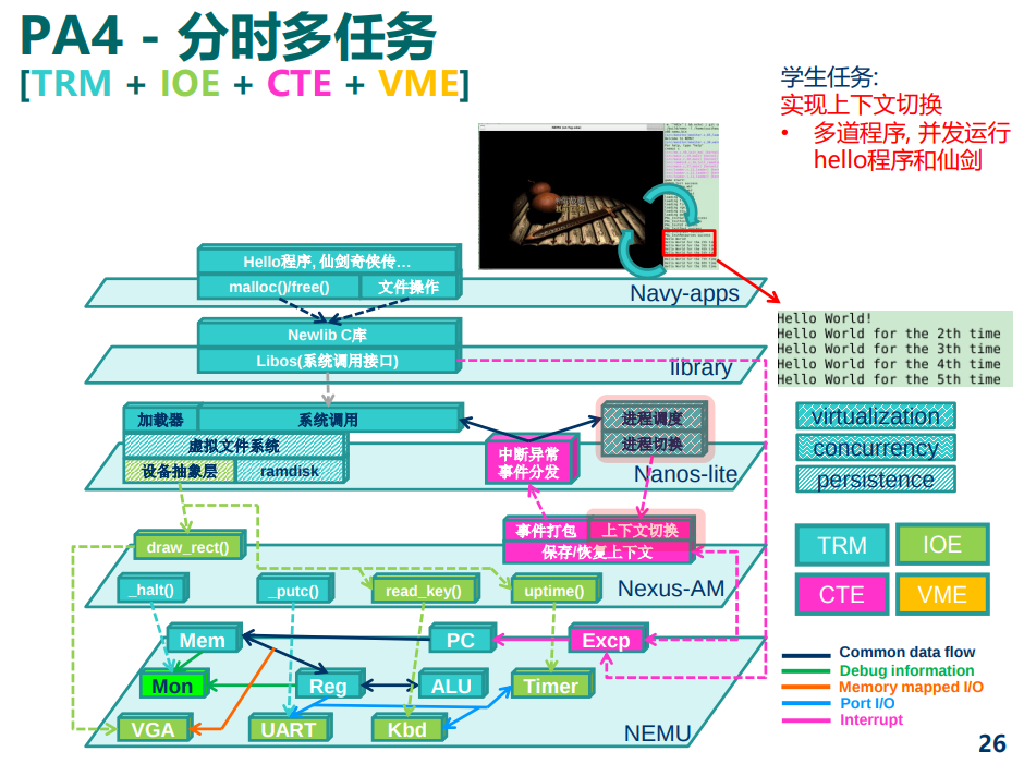 PA4 - 分时多任务
[TRM + IOE + CTE + VME]
学生任务:
实现上下文切换
• 多道程序, 并发运行
hello程序和仙剑
Hello程序, 仙剑奇侠传…
malloc()/free()
文件操作
Navy-apps
Newlib C库
Libos(系统调用接口)
library
Hello World!
Hello World for the 2th time
Hello World for the 3th time
Hello World for the 4th time
Hello World for the 5th time
加载器
系统调用
虚拟文件系统
设备抽象层
ramdisk
中断异常
事件分发
进程调度
进程切换
Nanos-lite
virtualization
concurrency
persistence
draw_rect()
事件打包
上下文切换
保存/恢复上下文
_halt()
_putc()
read_key()
uptime()
Nexus-AM
TRM
IOE
CTE
VME
Mem
PC
Excp
Mon
Reg
ALU
Timer
VGA
UART
Kbd
NEMU
Common data flow
Debug information
Memory mapped I/O
Port I/O
Interrupt
26